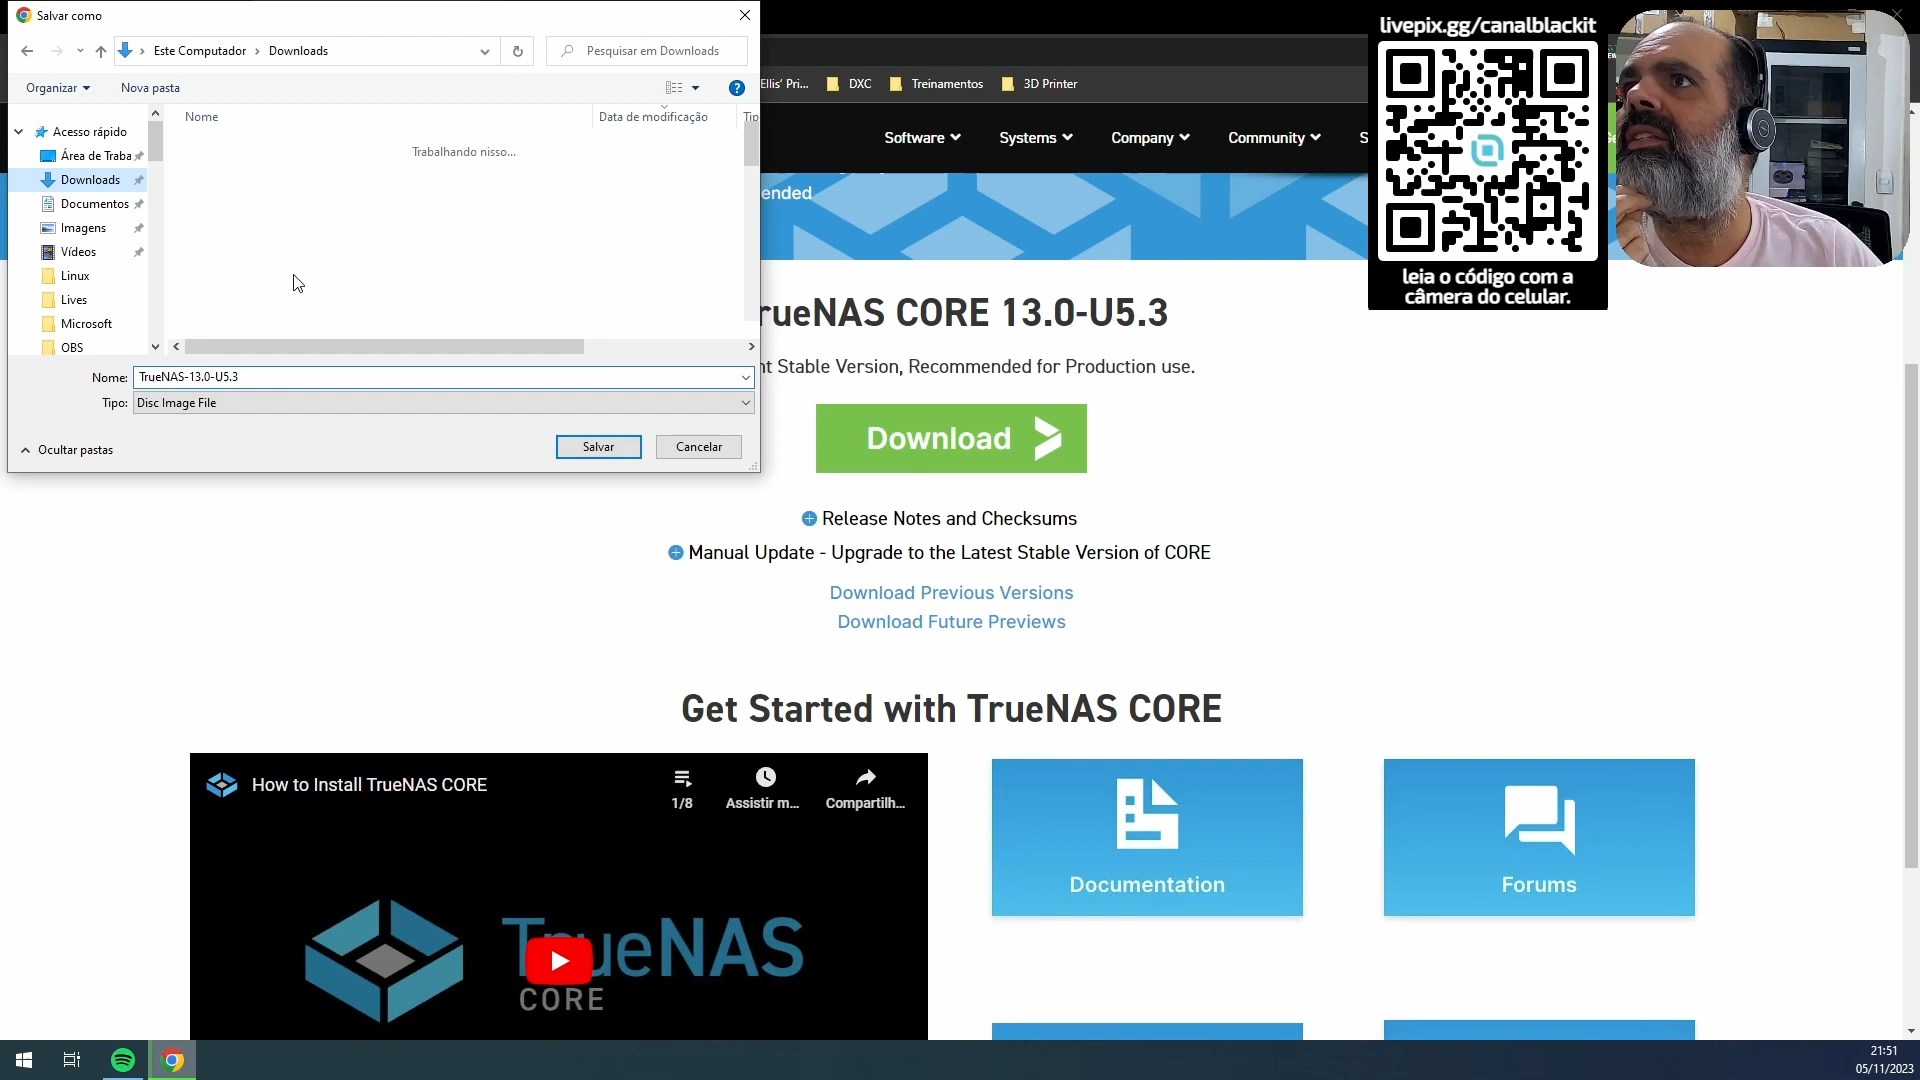 Salvar como
Este Computador
Downloads
Pesquisar em Downloads
Organizar
Nova pasta
Acesso rápido
Área de Traba
Downloads
Documentos
Imagens
Vídeos
Linux
Lives
Microsoft
OBS
Nome
Data de modificação
Tip
Trabalhando nisso...
Nome:
TrueNAS-13.0-U5.3
Tipo:
Disc Image File
Ocultar pastas
Salvar
Cancelar
Ellis' Pri...
DXC
Treinamentos
3D Printer
Software
Systems
Company
Community
S
ended
livepix.gg/canalblackit
leia o código com a
câmera do celular.
rueNAS CORE 13.0-U5.3
nt Stable Version, Recommended for Production use.
Download
Release Notes and Checksums
Manual Update - Upgrade to the Latest Stable Version of CORE
Download Previous Versions
Download Future Previews
Get Started with TrueNAS CORE
How to Install TrueNAS CORE
1/8
Assistir m...
Compartilh...
TrueNAS
CORE
Documentation
Forums
21:51
05/11/2023